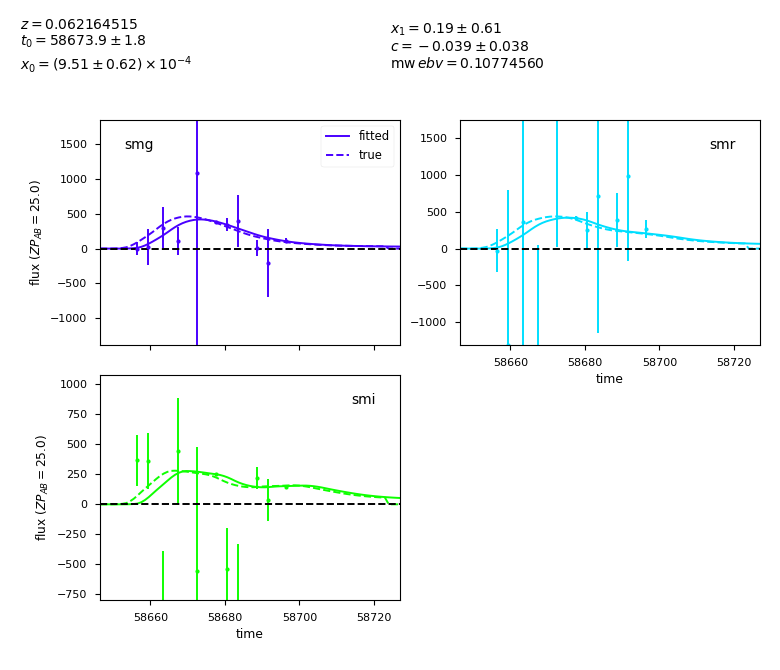 z = 0.062164515
t₀ = 58673.9 ± 1.8
x₀ = (9.51 ± 0.62) × 10⁻⁴
x₁ = 0.19 ± 0.61
c = −0.039 ± 0.038
mw ebv = 0.10774560
smg
fitted
true
1500
1000
500
0
−500
−1000
flux (ZP_AB = 25.0)
smr
1500
1000
500
0
−500
−1000
58660 58680 58700 58720
time
smi
1000
750
500
250
0
−250
−500
−750
flux (ZP_AB = 25.0)
58660 58680 58700 58720
time